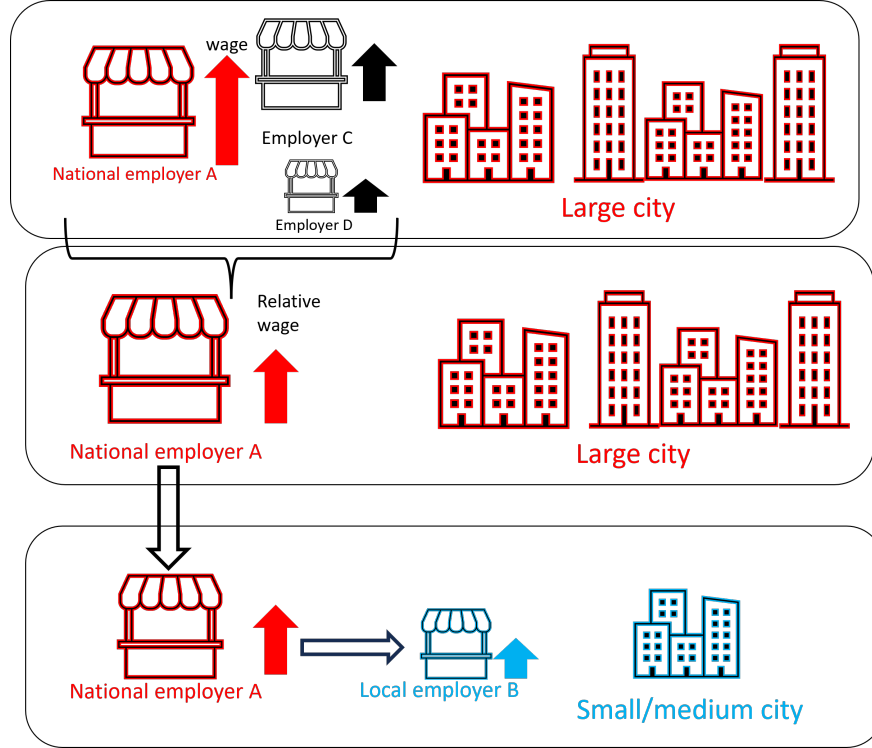 wage
National employer A
Employer C
Employer D
Large city
Relative
wage
National employer A
Large city
National employer A
Local employer B
Small/medium city